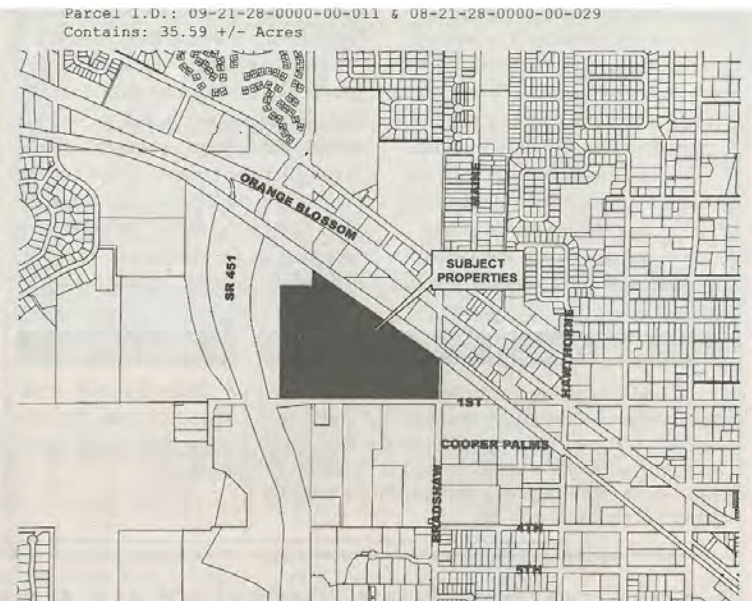 Parcel I.D.: 09-21-28-0000-00-011 & 08-21-28-0000-00-029
Contains: 35.59 +/- Acres
MAINE
ORANGE BLOSSOM
SR 451
SUBJECT
PROPERTIES
HAWTHORNE
1ST
COOPER PALMS
BRADSHAW
4TH
5TH